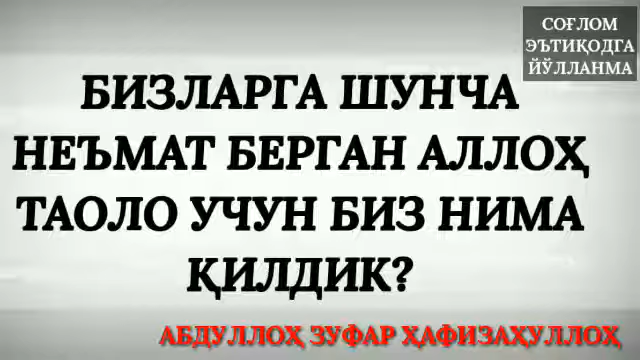 СОҒЛОМ
ЭЪТИҚОДГА
ЙЎЛЛАНМА
БИЗЛАРГА ШУНЧА
НЕЪМАТ БЕРГАН АЛЛОҲ
ТАОЛО УЧУН БИЗ НИМА
ҚИЛДИК?
АБДУЛЛОҲ ЗУФАР ҲАФИЗАҲУЛЛОҲ